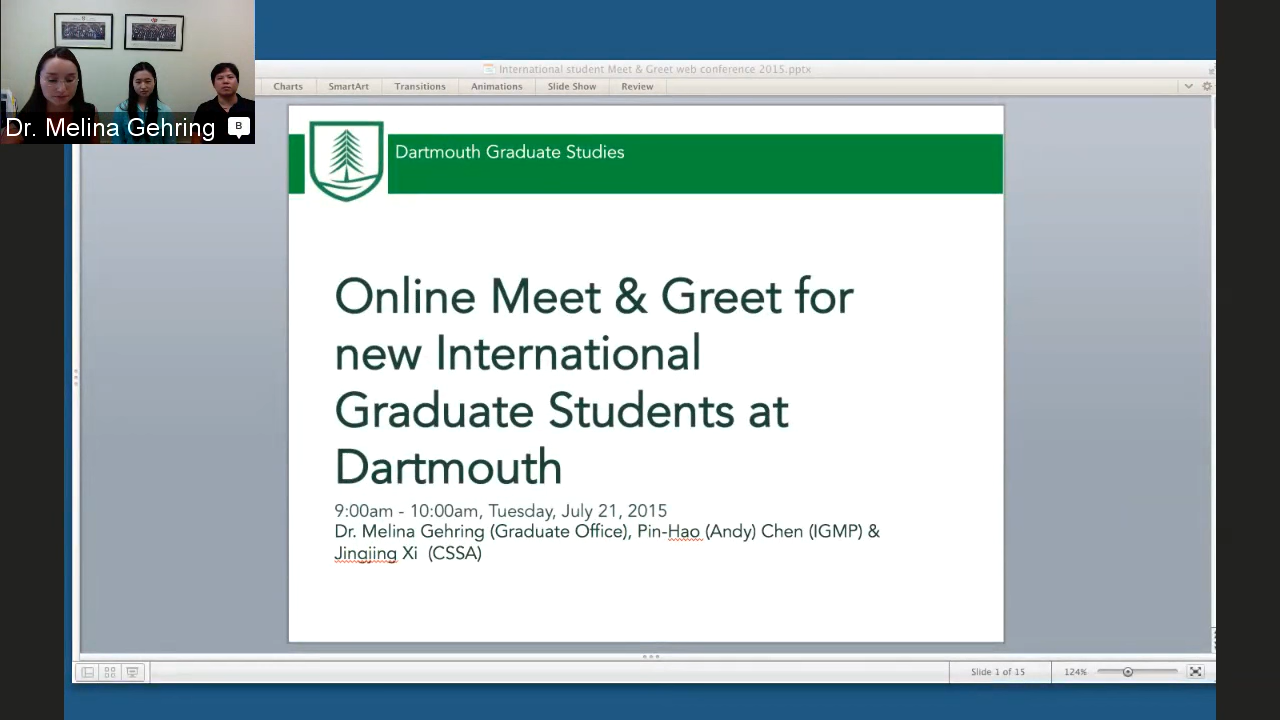 Dr. Melina Gehring
B
International student Meet & Greet web conference 2015.pptx
Charts SmartArt Transitions Animations Slide Show Review
Dartmouth Graduate Studies
Online Meet & Greet for
new International
Graduate Students at
Dartmouth
9:00am - 10:00am, Tuesday, July 21, 2015
Dr. Melina Gehring (Graduate Office), Pin-Hao (Andy) Chen (IGMP) &
Jingjing Xi (CSSA)
Slide 1 of 15
124%